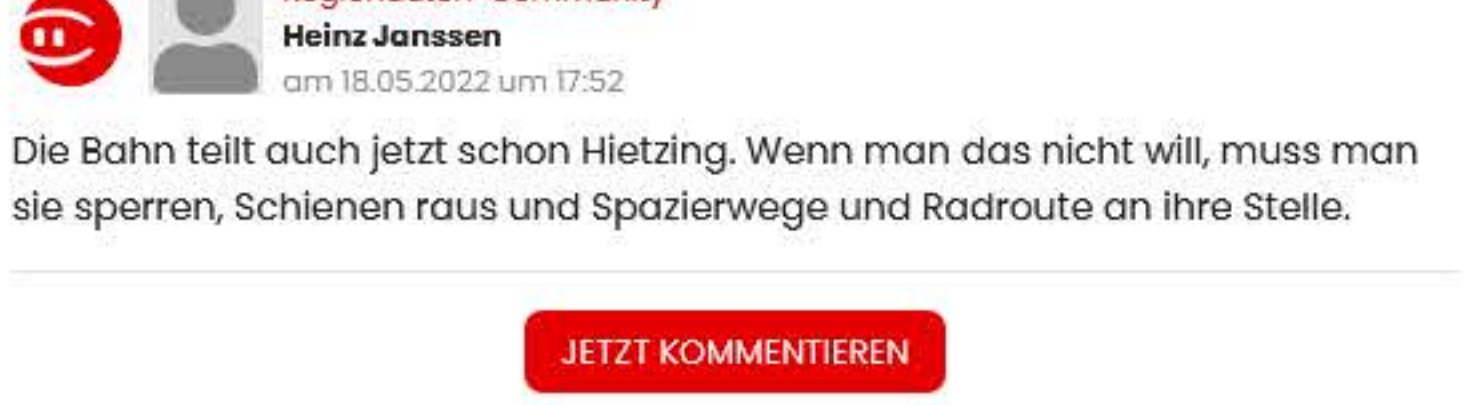 Heinz Janssen
am 18.05.2022 um 17:52
Die Bahn teilt auch jetzt schon Hietzing. Wenn man das nicht will, muss man
sie sperren, Schienen raus und Spazierwege und Radroute an ihre Stelle.
JETZT KOMMENTIEREN